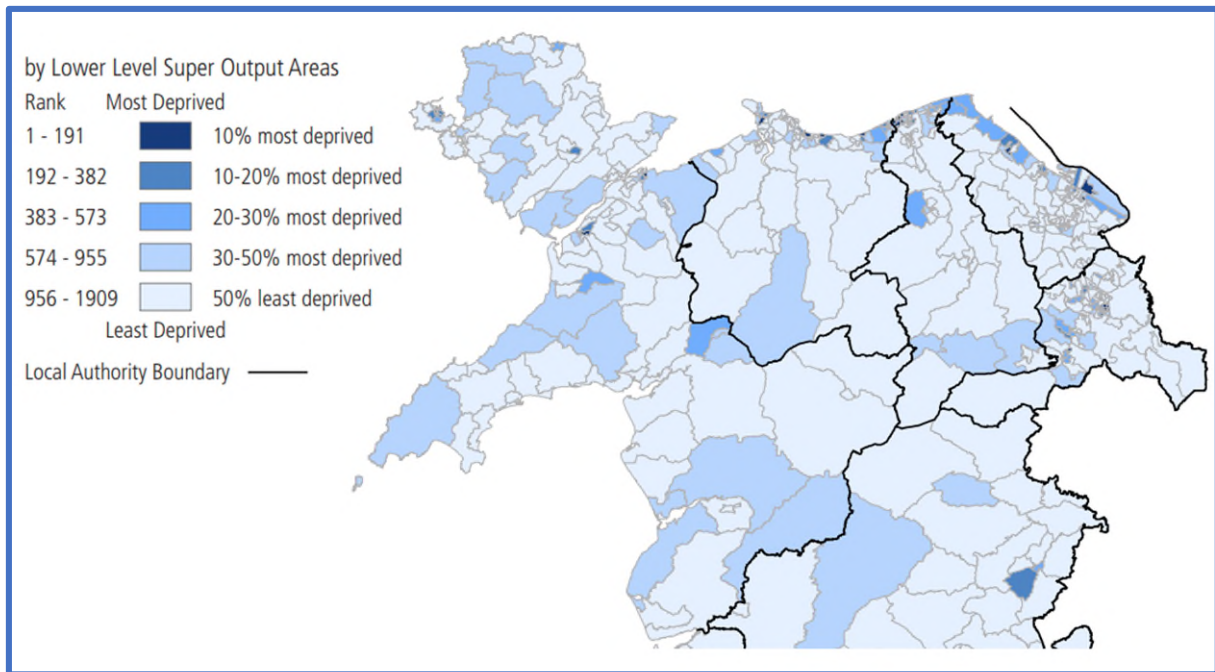 by Lower Level Super Output Areas
Rank Most Deprived
1 - 191 10% most deprived
192 - 382 10-20% most deprived
383 - 573 20-30% most deprived
574 - 955 30-50% most deprived
956 - 1909 50% least deprived
Least Deprived
Local Authority Boundary